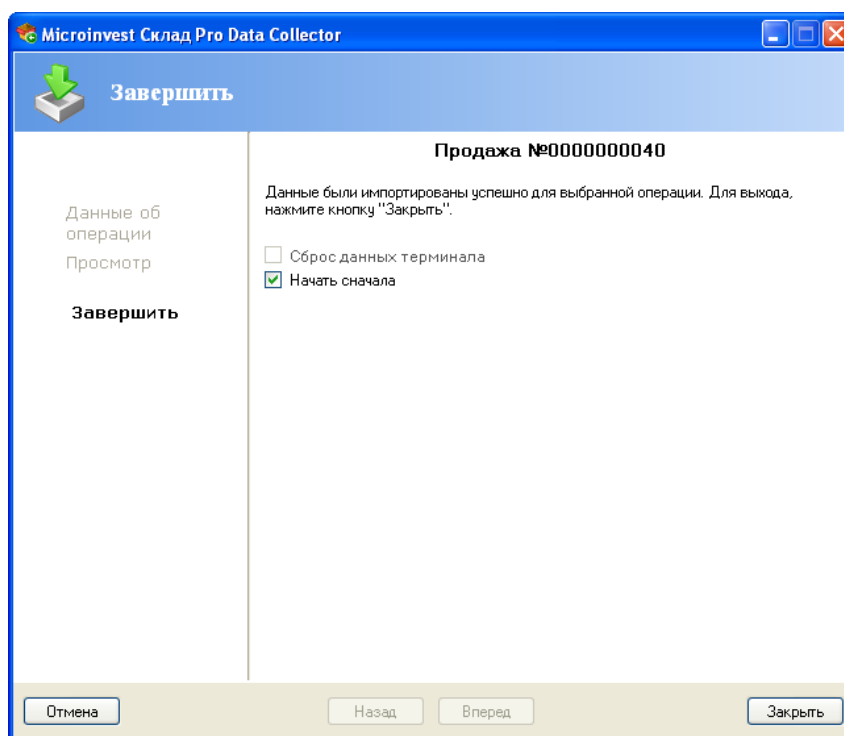 Microinvest Склад Pro Data Collector
Завершить
Продажа №0000000040
Данные были импортированы успешно для выбранной операции. Для выхода,
нажмите кнопку "Закрыть".
Данные об
операции
Просмотр
Завершить
Сброс данных терминала
Начать сначала
Отмена
Назад
Вперед
Закрыть